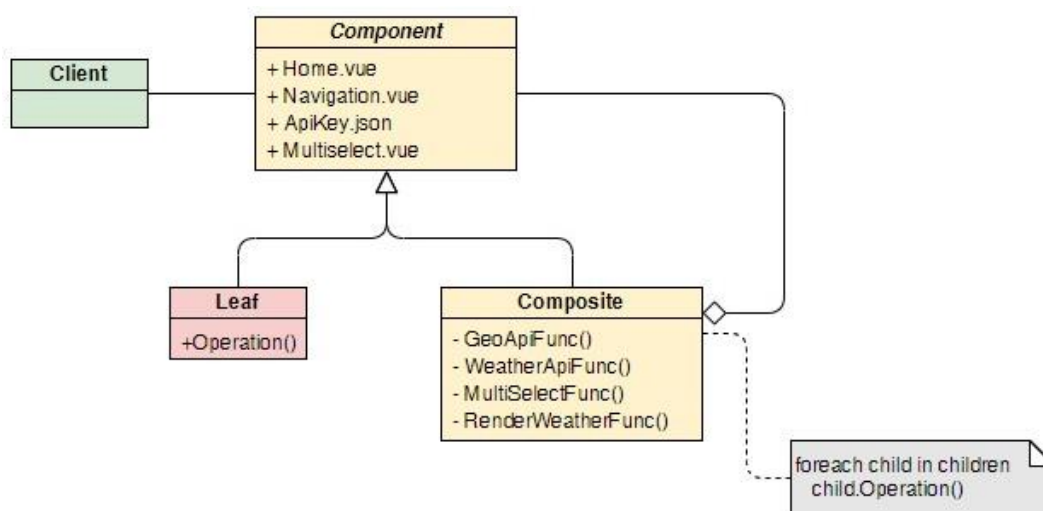 Component
+ Home.vue
+ Navigation.vue
+ ApiKey.json
+ Multiselect.vue
Client
Leaf
+Operation()
Composite
- GeoApiFunc()
- WeatherApiFunc()
- MultiSelectFunc()
- RenderWeatherFunc()
foreach child in children
child.Operation()